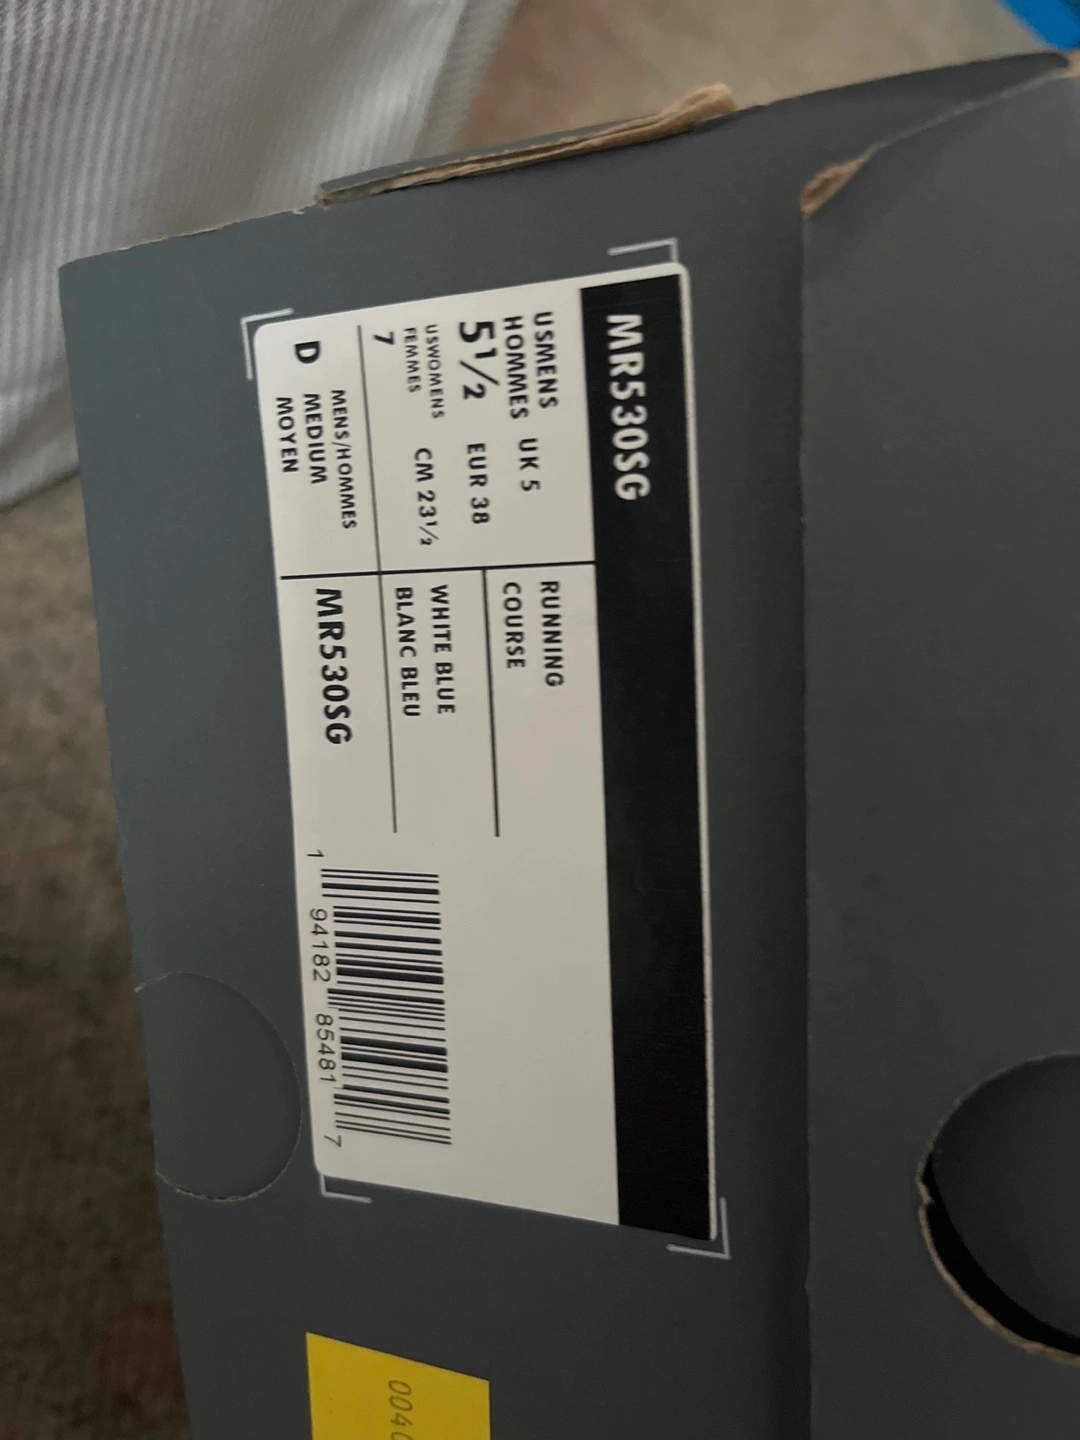 MR530SG
USMENS
HOMMES UK 5
5½ EUR 38
USWOMENS
FEMMES CM 23½
7
MENS/HOMMES
D MEDIUM
MOYEN
RUNNING
COURSE
WHITE BLUE
BLANC BLEU
MR530SG
1 94182 85481 7